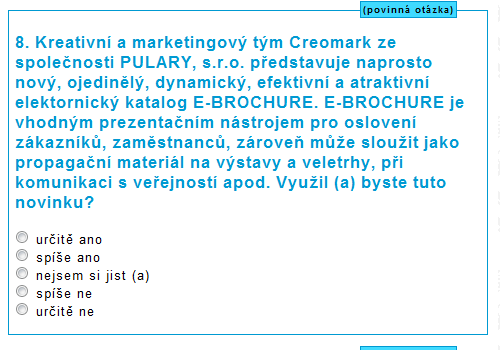 (povinná otázka)
8. Kreativní a marketingový tým Creomark ze
společnosti PULARY, s.r.o. představuje naprosto
nový, ojedinělý, dynamický, efektivní a atraktivní
elektornický katalog E-BROCHURE. E-BROCHURE je
vhodným prezentačním nástrojem pro oslovení
zákazníků, zaměstnanců, zároveň může sloužit jako
propagační materiál na výstavy a veletrhy, při
komunikaci s veřejností apod. Využil (a) byste tuto
novinku?
určitě ano
spíše ano
nejsem si jist (a)
spíše ne
určitě ne